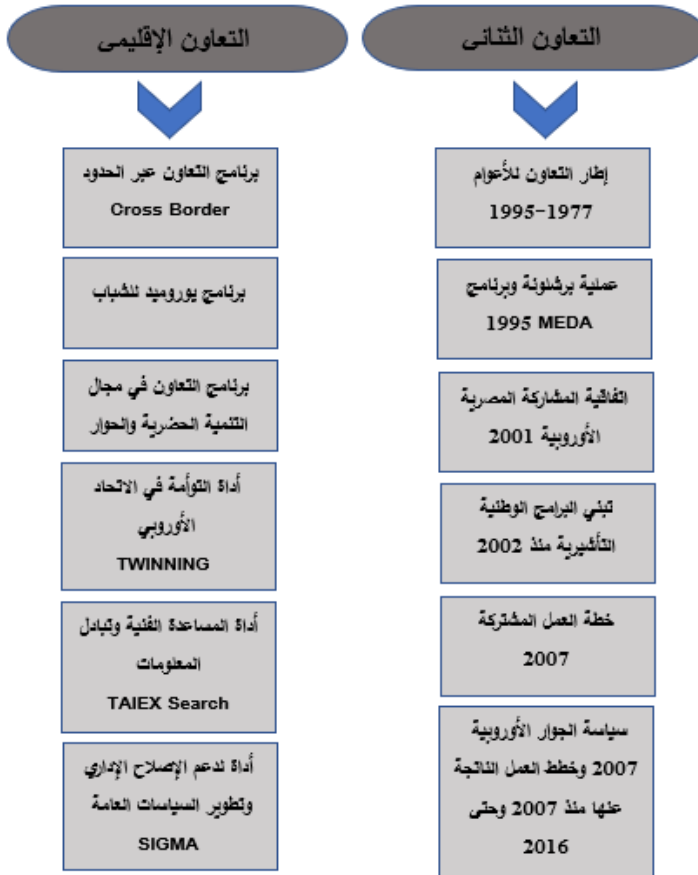 التعاون الثنائى
إطار التعاون للأعوام
1977-1995
عملية برشلونة وبرنامج
1995 MEDA
اتفاقية المشاركة المصرية
الأوروبية 2001
تبني البرامج الوطنية
التأشيرية منذ 2002
خطة العمل المشتركة
2007
سياسة الجوار الأوروبية
2007 وخطط العمل الناتجة
عنها منذ 2007 وحتى
2016
التعاون الإقليمى
برنامج التعاون عبر الحدود
Cross Border
برنامج يوروميد للشباب
برنامج التعاون في مجال
التنمية الحضرية والحوار
أداة التوأمة في الاتحاد
الأوروبي
TWINNING
أداة المساعدة الفنية وتبادل
المعلومات
TAIEX Search
أداة لدعم الإصلاح الإداري
وتطوير السياسات العامة
SIGMA